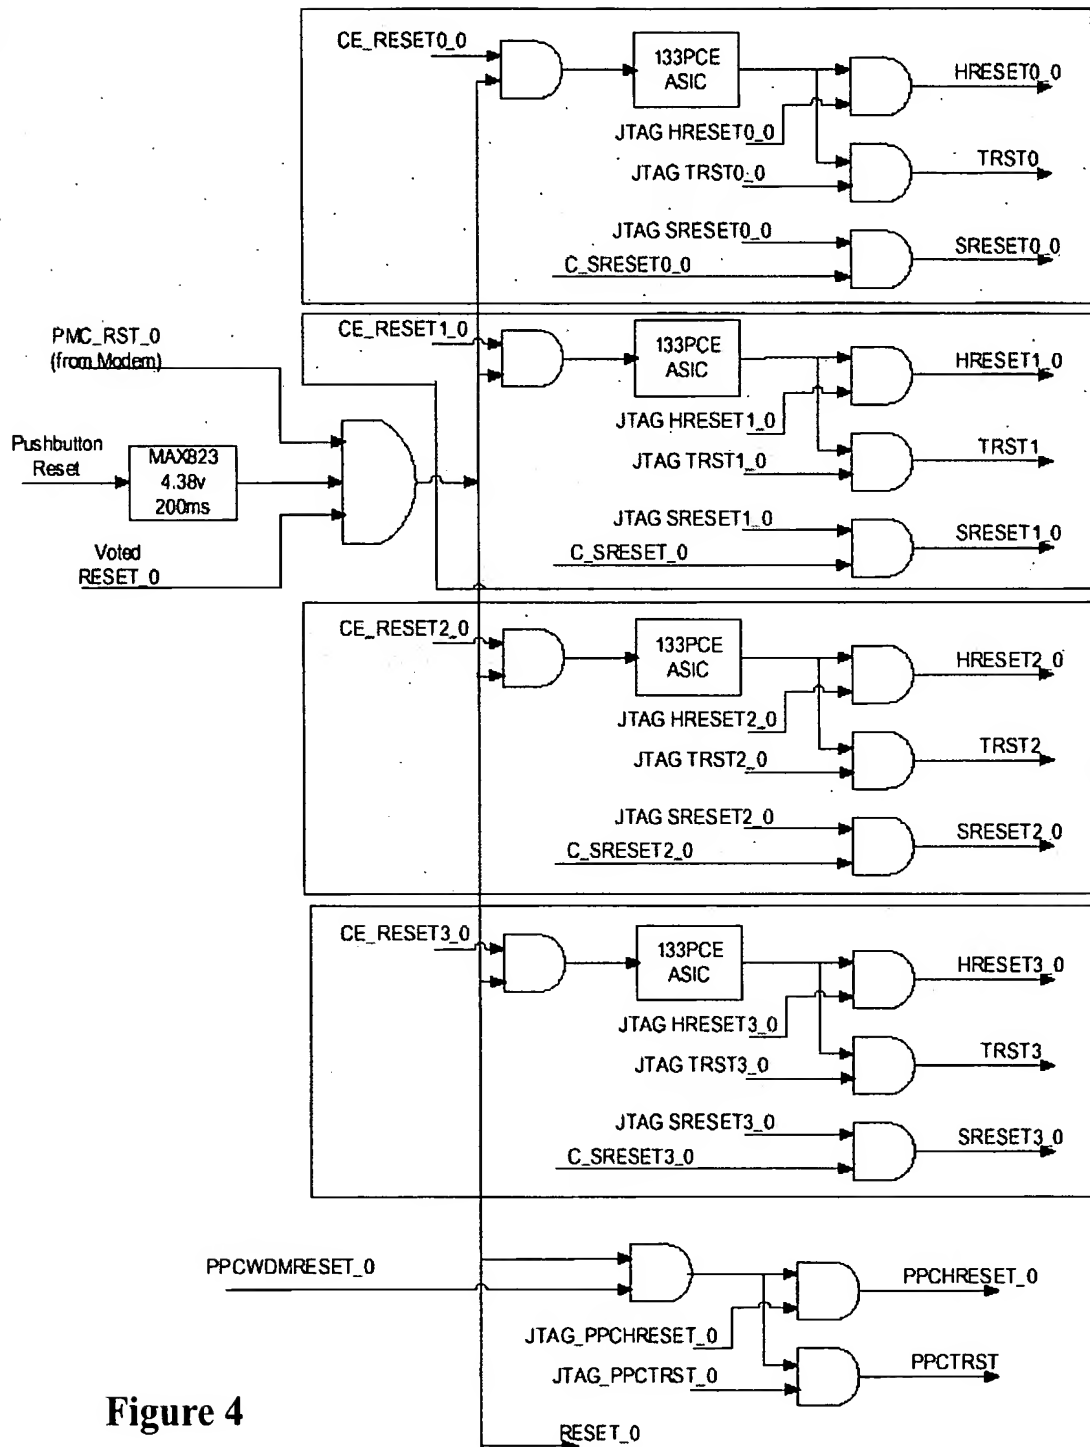 CE_RESET0_0
133PCE
ASIC
HRESET0_0
JTAG HRESET0_0
TRST0
JTAG TRST0_0
JTAG SRESET0_0
SRESET0_0
C_SRESET0_0
PMC_RST_0
(from Modem)
Pushbutton
Reset
MAX823
4.38v
200ms
Voted
RESET_0
CE_RESET1_0
133PCE
ASIC
HRESET1_0
JTAG HRESET1_0
TRST1
JTAG TRST1_0
JTAG SRESET1_0
SRESET1_0
C_SRESET_0
CE_RESET2_0
133PCE
ASIC
HRESET2_0
JTAG HRESET2_0
TRST2
JTAG TRST2_0
JTAG SRESET2_0
SRESET2_0
C_SRESET2_0
CE_RESET3_0
133PCE
ASIC
HRESET3_0
JTAG HRESET3_0
TRST3
JTAG TRST3_0
JTAG SRESET3_0
SRESET3_0
C_SRESET3_0
PPCWDMRESET_0
PPCHRESET_0
JTAG_PPCHRESET_0
PPCTRST
JTAG_PPCTRST_0
RESET_0
Figure 4